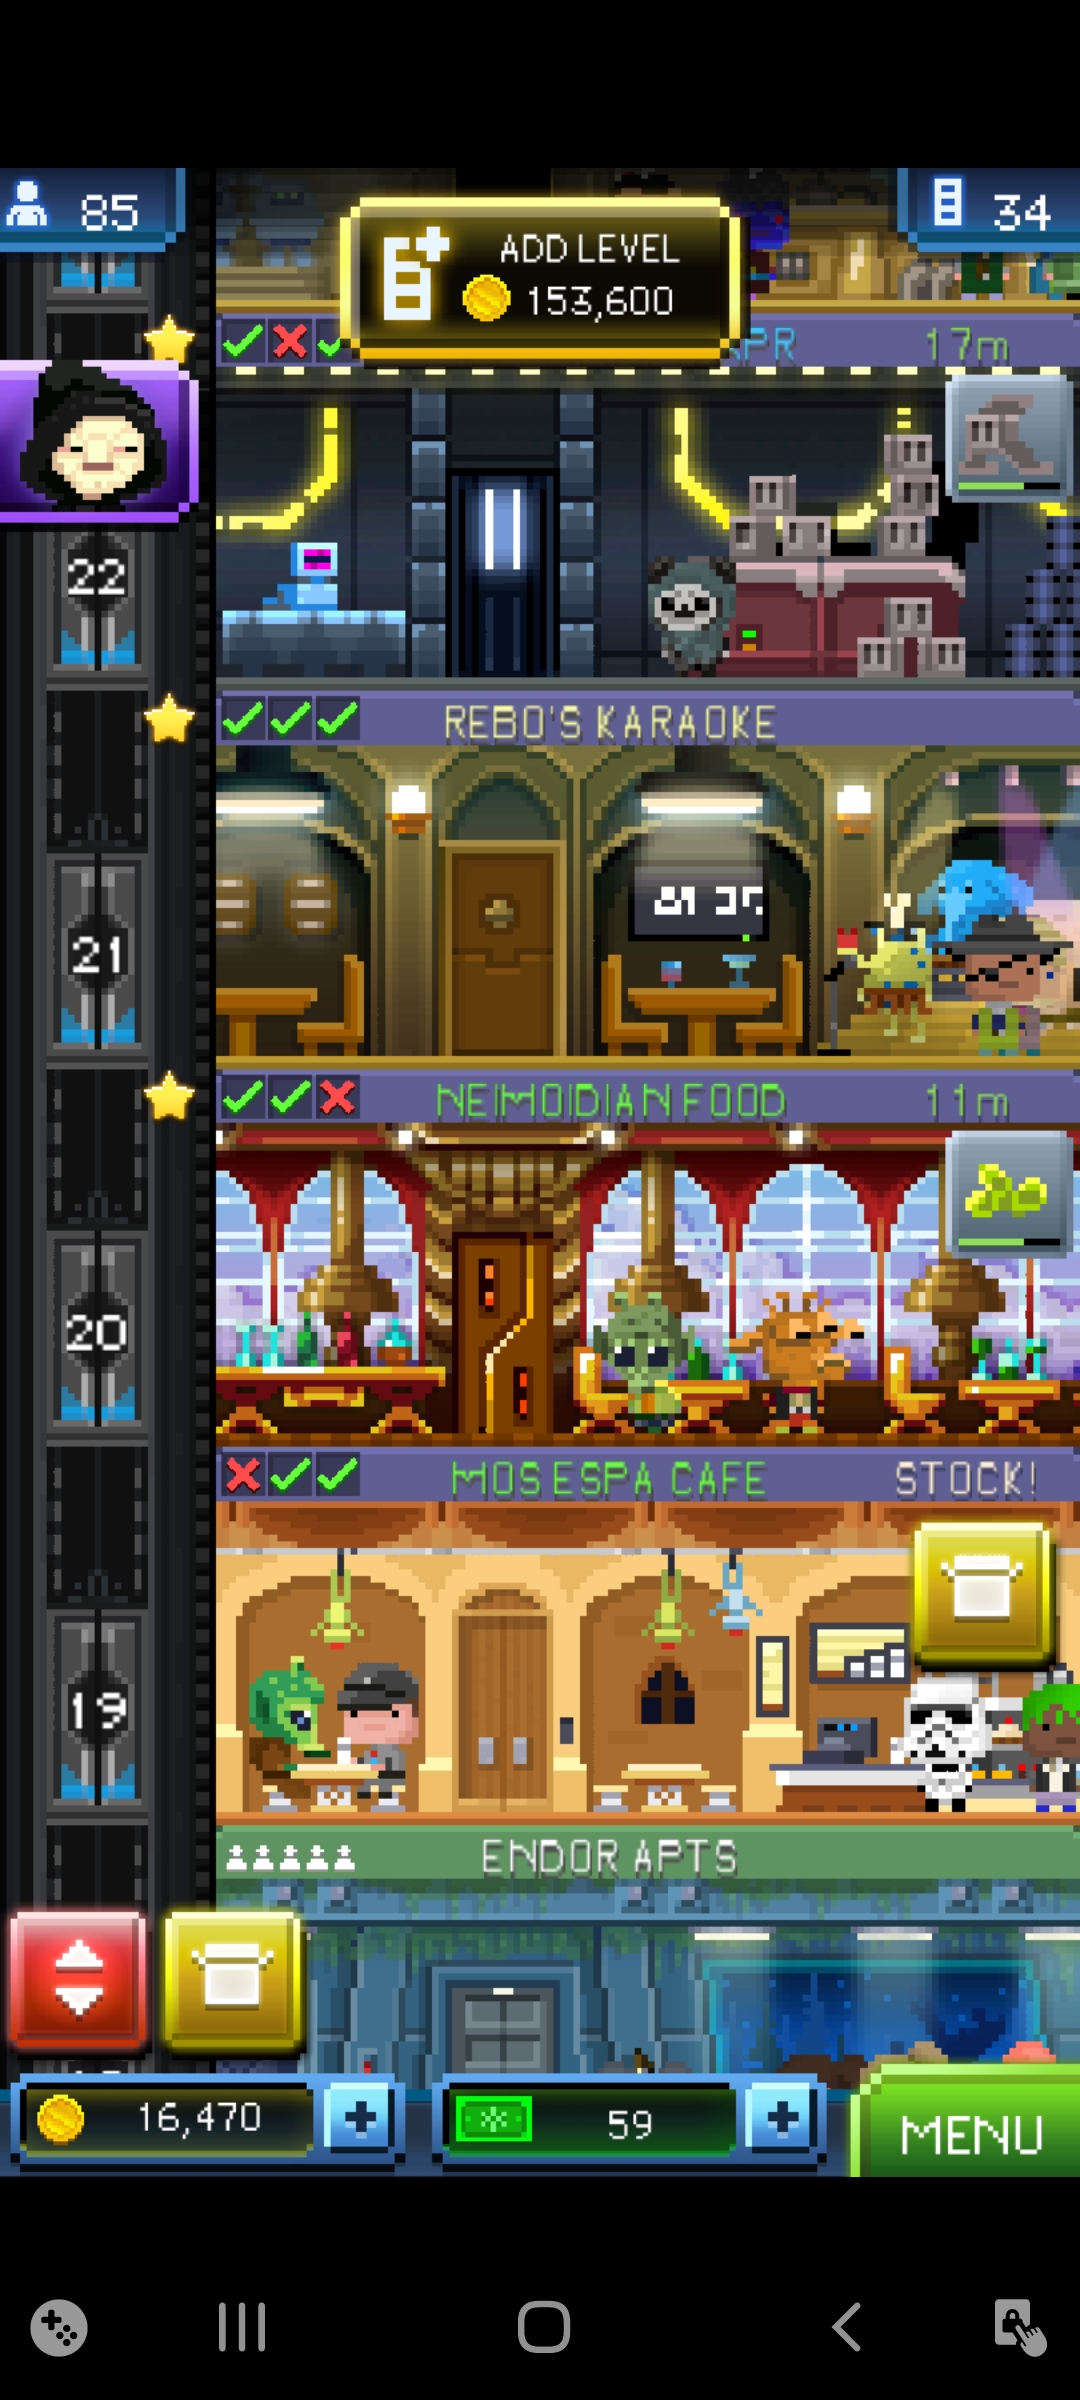 85
ADD LEVEL
153,600
34
17m
22
REBO'S KARAOKE
21
NEIMOIDIAN FOOD
11m
20
MOS ESPA CAFE
STOCK!
19
ENDOR APTS
16,470
59
MENU